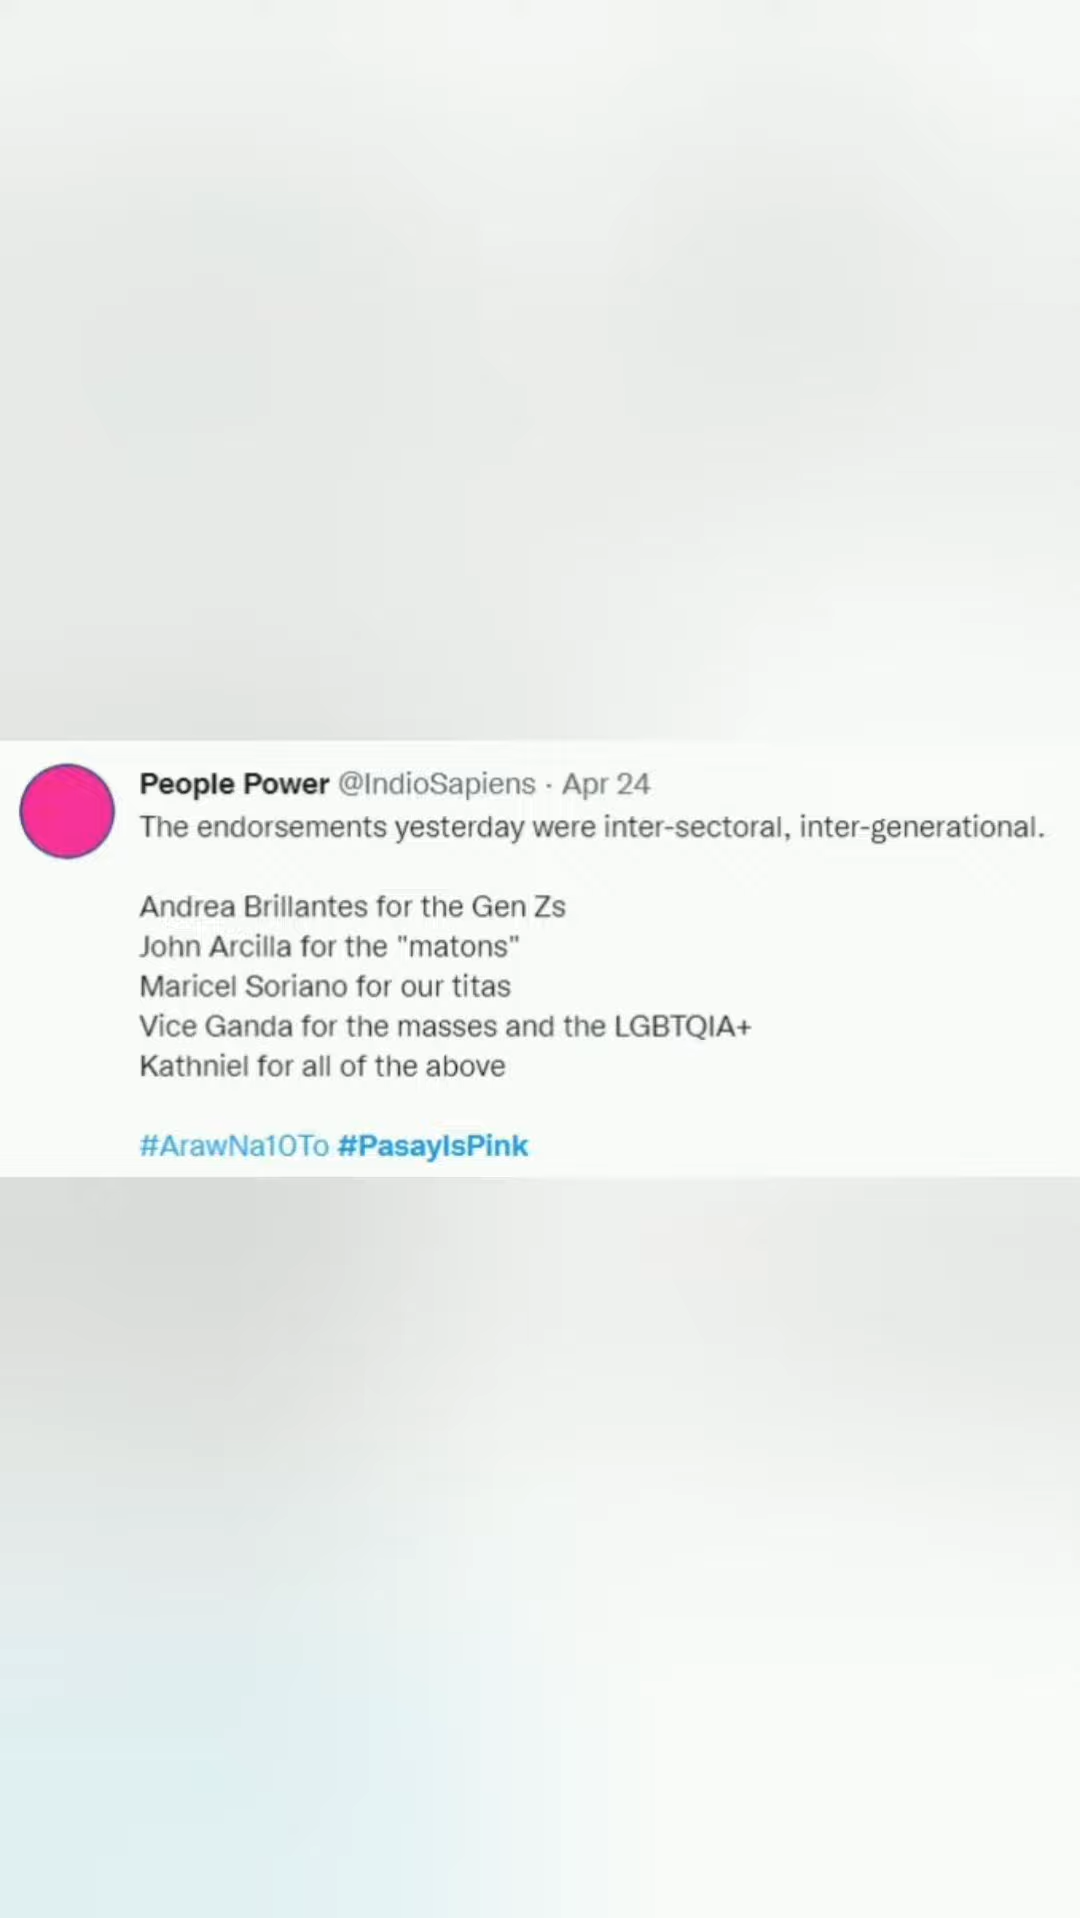 People Power @IndioSapiens · Apr 24
The endorsements yesterday were inter-sectoral, inter-generational.
Andrea Brillantes for the Gen Zs
John Arcilla for the "matons"
Maricel Soriano for our titas
Vice Ganda for the masses and the LGBTQIA+
Kathniel for all of the above
#ArawNa10To #PasayIsPink